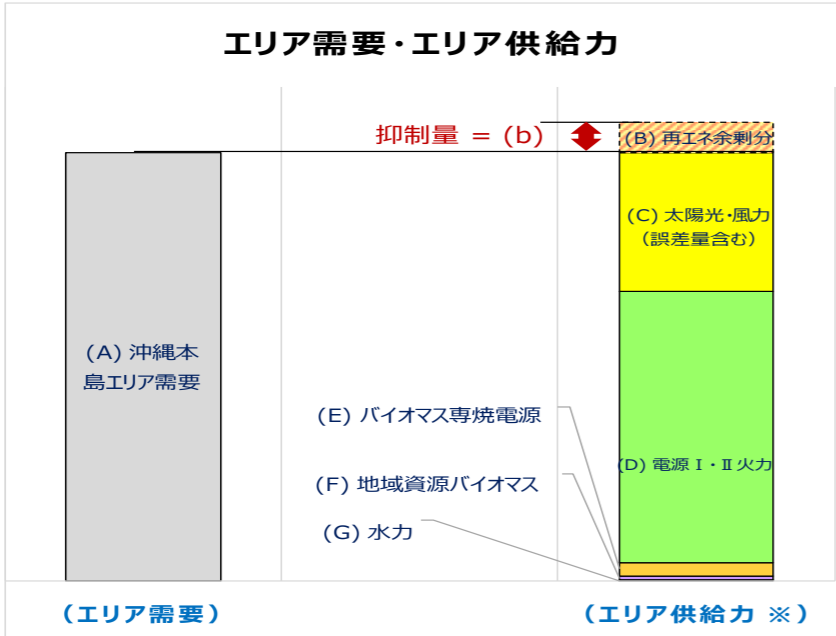 エリア需要・エリア供給力
抑制量 = (b)
(B) 再エネ余剰分
(C) 太陽光・風力
（誤差量含む）
(A) 沖縄本
島エリア需要
(E) バイオマス専焼電源
(D) 電源Ⅰ・Ⅱ火力
(F) 地域資源バイオマス
(G) 水力
（エリア需要）
（エリア供給力 ※）